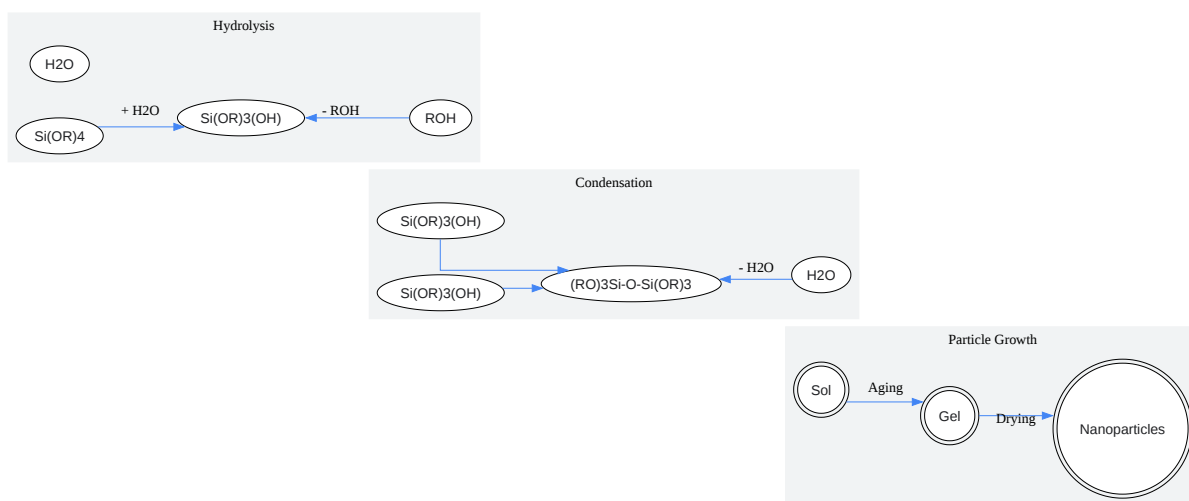 Hydrolysis
H2O
+ H2O
Si(OR)4
Si(OR)3(OH)
- ROH
ROH
Condensation
Si(OR)3(OH)
Si(OR)3(OH)
(RO)3Si-O-Si(OR)3
- H2O
H2O
Particle Growth
Sol
Aging
Gel
Drying
Nanoparticles